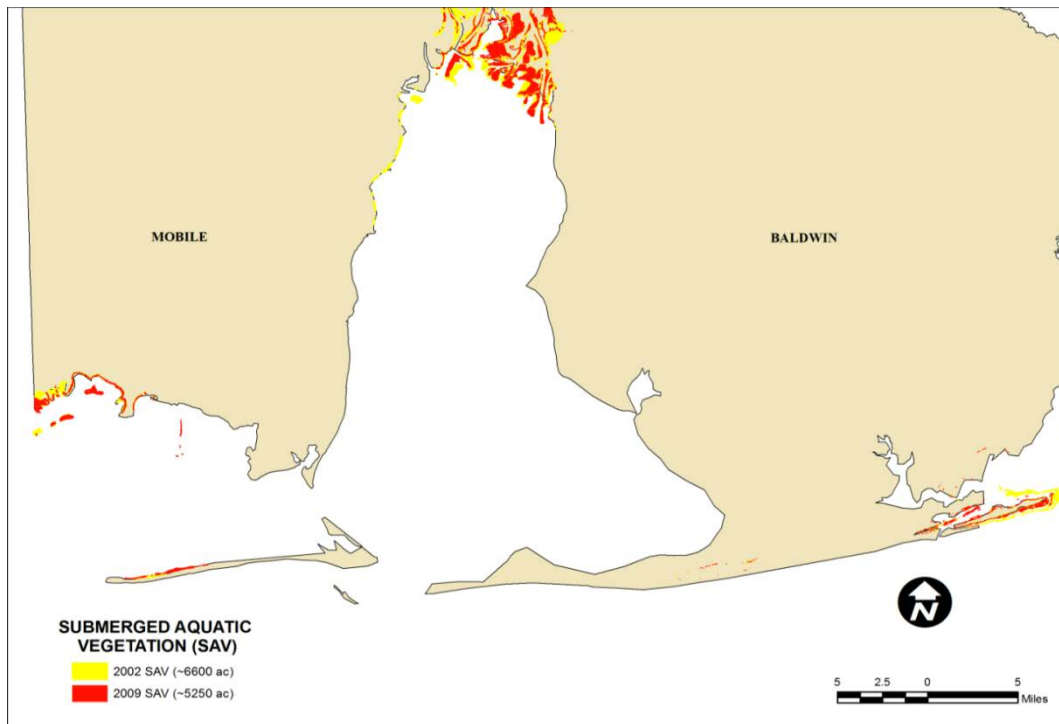 MOBILE
BALDWIN
SUBMERGED AQUATIC
VEGETATION (SAV)
2002 SAV (~6600 ac)
2009 SAV (~5250 ac)
N
5 2.5 0 5
Miles